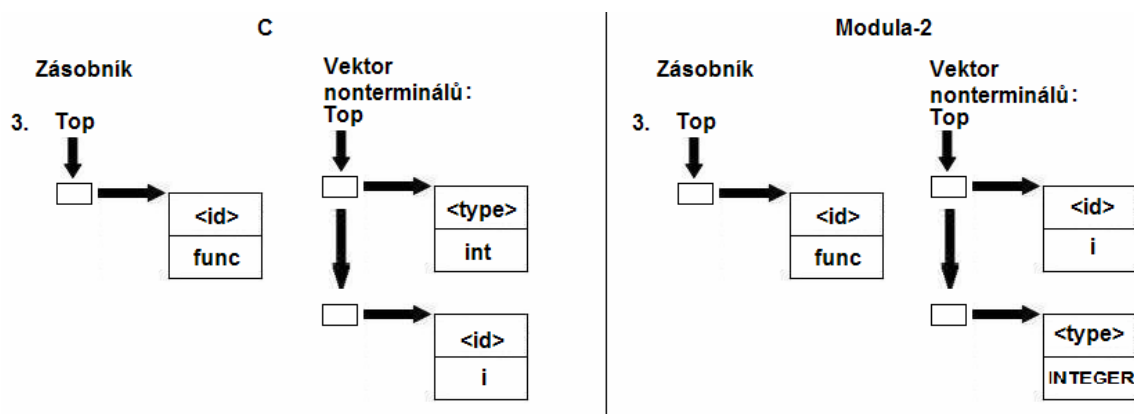 C
Zásobník
Vektor
nonterminálů:
Top
3. Top
<id>
func
<type>
int
<id>
i
Modula-2
Zásobník
Vektor
nonterminálů:
Top
3. Top
<id>
func
<id>
i
<type>
INTEGER